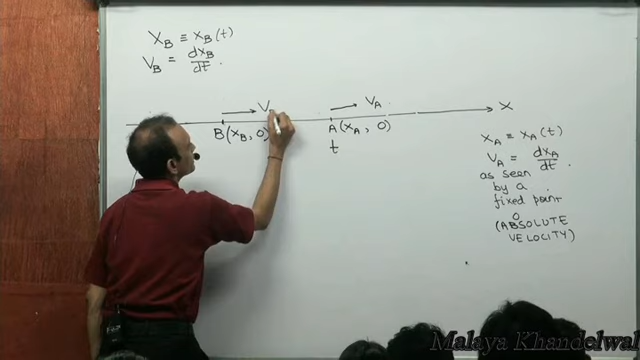 x_B ≡ x_B(t)
V_B = dx_B/dt.
V V_A X
B(x_B, 0) A(x_A, 0)
t
x_A ≡ x_A(t)
V_A = dx_A/dt.
as seen
by a
fixed point
O
(ABSOLUTE
VELOCITY)
Malaya Khandelwal